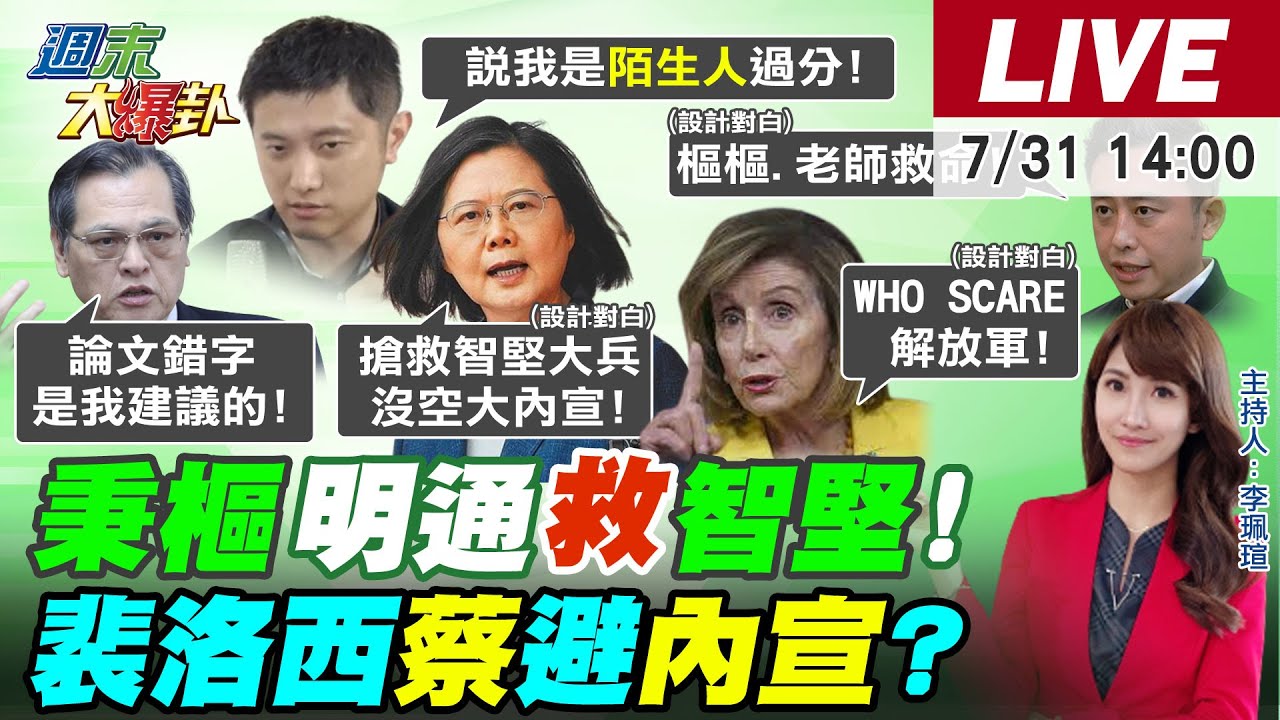 週末
大爆卦
LIVE
7/31 14:00
説我是陌生人過分!
(設計對白)
樞樞.老師救命
論文錯字
是我建議的!
(設計對白)
搶救智堅大兵
沒空大內宣!
(設計對白)
WHO SCARE
解放軍!
主持人:李珮瑄
秉樞明通救智堅!
裴洛西蔡避內宣?